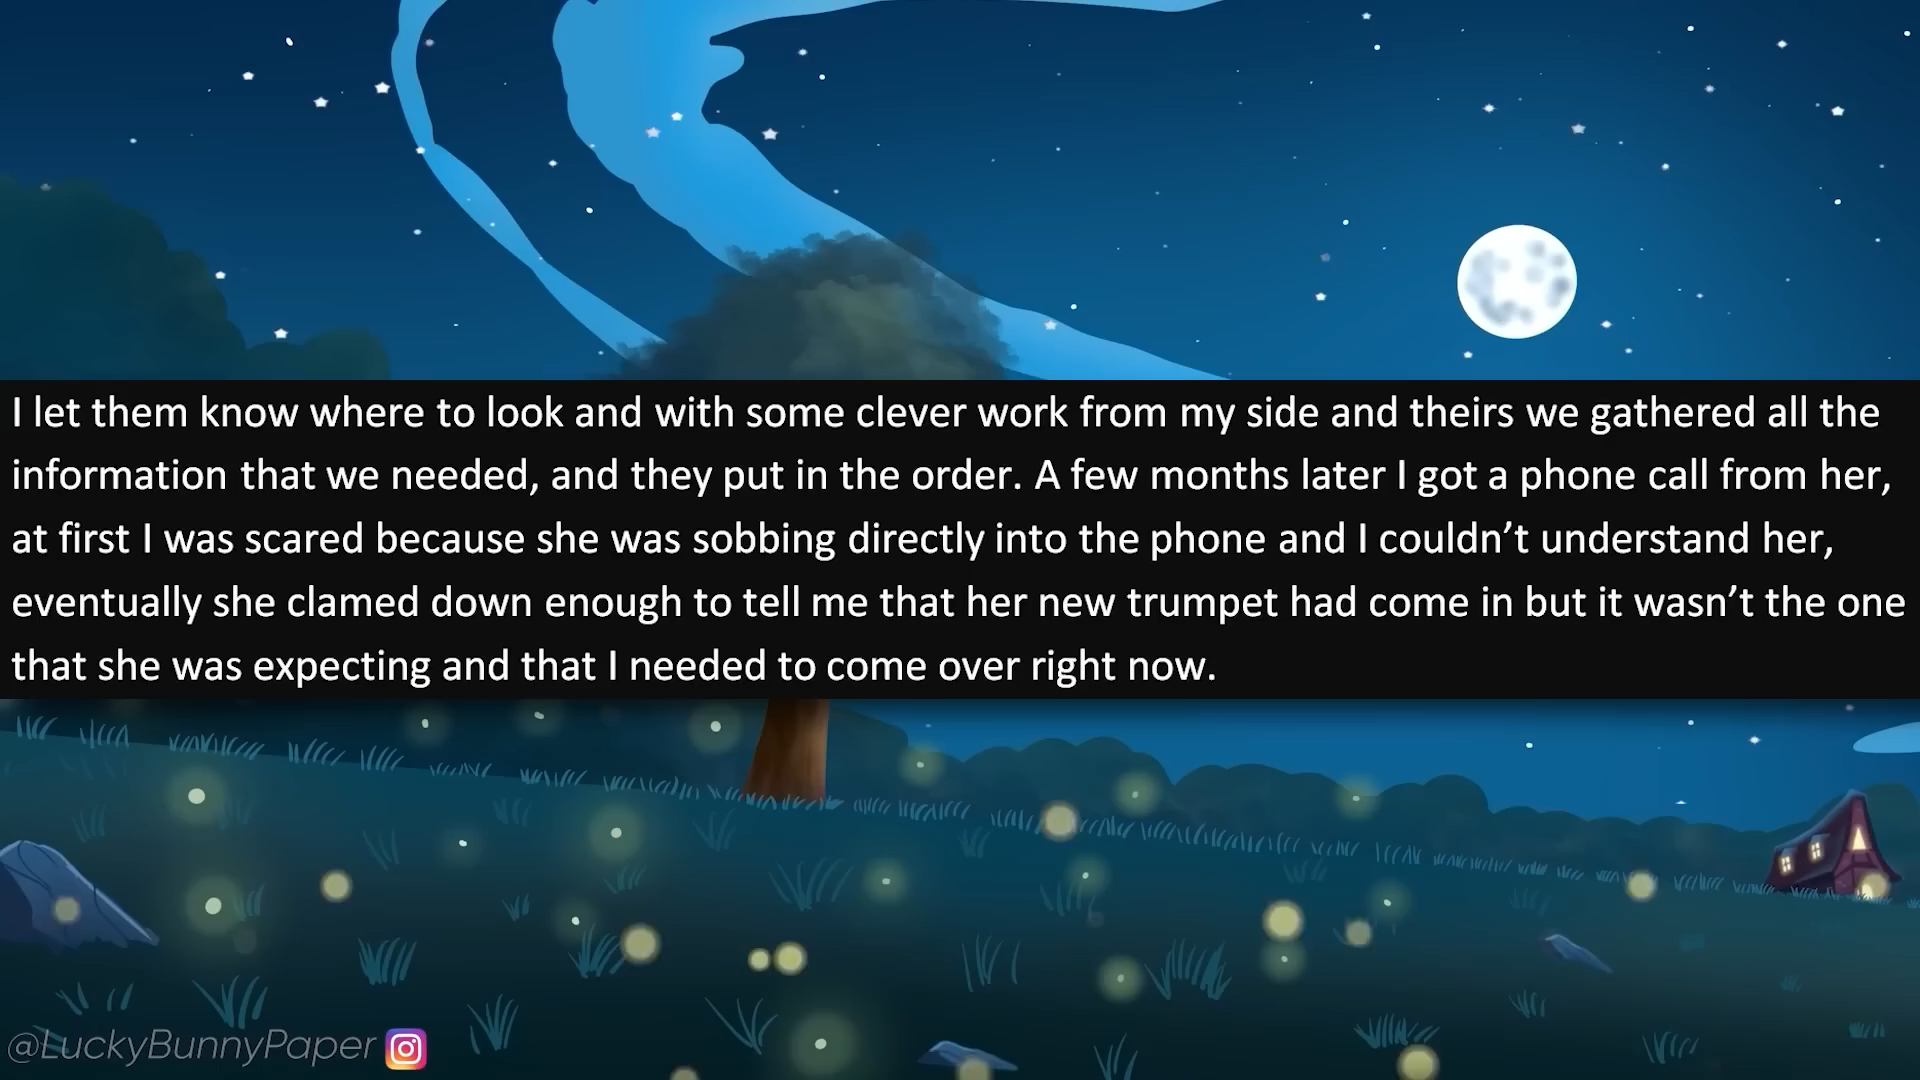 I let them know where to look and with some clever work from my side and theirs we gathered all the
information that we needed, and they put in the order. A few months later I got a phone call from her,
at first I was scared because she was sobbing directly into the phone and I couldn’t understand her,
eventually she clamed down enough to tell me that her new trumpet had come in but it wasn’t the one
that she was expecting and that I needed to come over right now.
@LuckyBunnyPaper